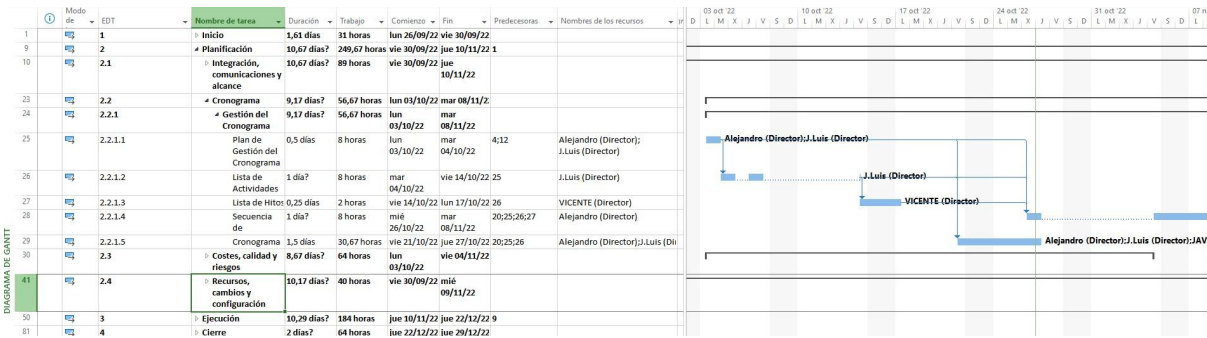 Modo de EDT Nombre de tarea Duración Trabajo Comienzo Fin Predecesoras Nombres de los recursos
03 oct '22 10 oct '22 17 oct '22 24 oct '22 31 oct '22 07 n
D L M X J V S D L M X J V S D L M X J V S D L M X J V S D L M X J V S D L
1 1 Inicio 1,61 días 31 horas lun 26/09/22 vie 30/09/22
9 2 Planificación 10,67 días? 249,67 horas vie 30/09/22 jue 10/11/22 1
10 2.1 Integración, comunicaciones y alcance 10,67 días? 89 horas vie 30/09/22 jue 10/11/22
23 2.2 Cronograma 9,17 días? 56,67 horas lun 03/10/22 mar 08/11/2
24 2.2.1 Gestión del Cronograma 9,17 días? 56,67 horas lun 03/10/22 mar 08/11/22
25 2.2.1.1 Plan de Gestión del Cronograma 0,5 días 8 horas lun 03/10/22 mar 04/10/22 4;12 Alejandro (Director); J.Luis (Director)
Alejandro (Director);J.Luis (Director)
26 2.2.1.2 Lista de Actividades 1 día? 8 horas mar 04/10/22 vie 14/10/22 25 J.Luis (Director)
J.Luis (Director)
27 2.2.1.3 Lista de Hitos 0,25 días 2 horas vie 14/10/22 lun 17/10/22 26 VICENTE (Director)
VICENTE (Director)
28 2.2.1.4 Secuencia de 1 día? 8 horas mié 26/10/22 mar 08/11/22 20;25;26;27 Alejandro (Director)
29 2.2.1.5 Cronograma 1,5 días 30,67 horas vie 21/10/22 jue 27/10/22 20;25;26 Alejandro (Director);J.Luis (Dir
Alejandro (Director);J.Luis (Director);JAV
30 2.3 Costes, calidad y riesgos 8,67 días? 64 horas lun 03/10/22 vie 04/11/22
41 2.4 Recursos, cambios y configuración 10,17 días? 40 horas vie 30/09/22 mié 09/11/22
50 3 Ejecución 10,29 días? 184 horas jue 10/11/22 jue 22/12/22 9
81 4 Cierre 2 días? 64 horas jue 22/12/22 jue 29/12/22
DIAGRAMA DE GANTT